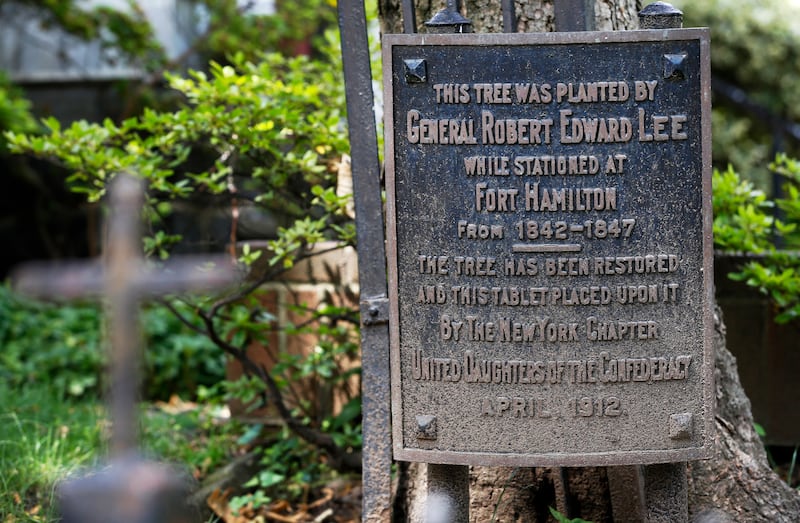 THIS TREE WAS PLANTED BY
GENERAL ROBERT EDWARD LEE
WHILE STATIONED AT
FORT HAMILTON
FROM 1842-1847
THE TREE HAS BEEN RESTORED
AND THIS TABLET PLACED UPON IT
BY THE NEW YORK CHAPTER
UNITED DAUGHTERS OF THE CONFEDERACY
APRIL, 1912.